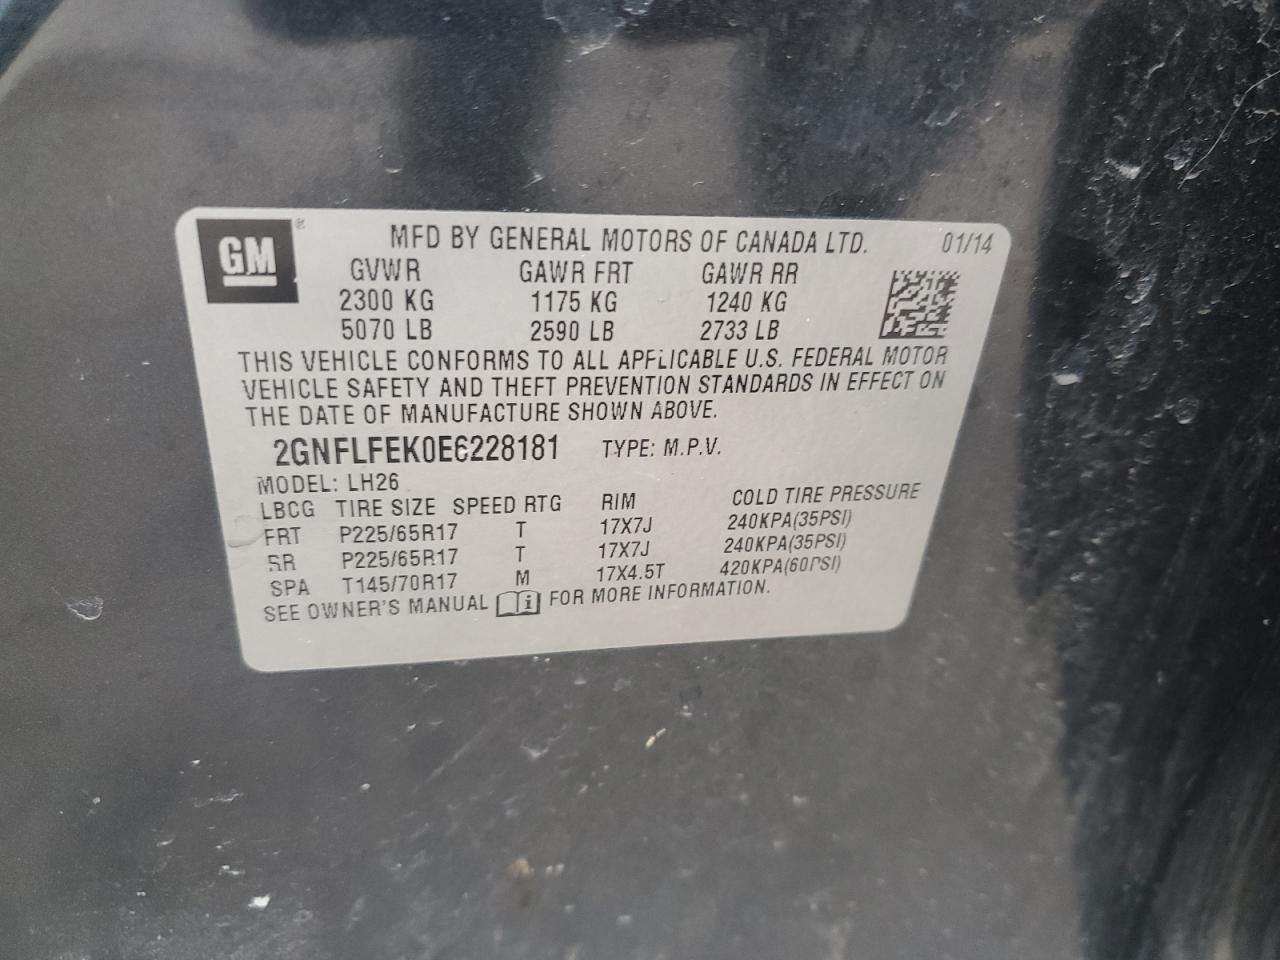 GM ®
MFD BY GENERAL MOTORS OF CANADA LTD. 01/14
GVWR GAWR FRT GAWR RR
2300 KG 1175 KG 1240 KG
5070 LB 2590 LB 2733 LB
THIS VEHICLE CONFORMS TO ALL APPLICABLE U.S. FEDERAL MOTOR
VEHICLE SAFETY AND THEFT PREVENTION STANDARDS IN EFFECT ON
THE DATE OF MANUFACTURE SHOWN ABOVE.
2GNFLFEK0E6228181 TYPE: M.P.V.
MODEL: LH26
LBCG TIRE SIZE SPEED RTG RIM COLD TIRE PRESSURE
FRT P225/65R17 T 17X7J 240KPA(35PSI)
SR P225/65R17 T 17X7J 240KPA(35PSI)
SPA T145/70R17 M 17X4.5T 420KPA(60PSI)
SEE OWNER'S MANUAL i FOR MORE INFORMATION.